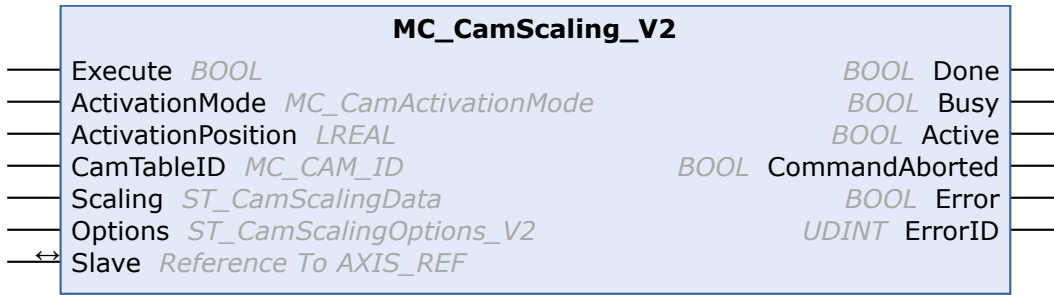 MC_CamScaling_V2
Execute BOOL BOOL Done
ActivationMode MC_CamActivationMode BOOL Busy
ActivationPosition LREAL BOOL Active
CamTableID MC_CAM_ID BOOL CommandAborted
Scaling ST_CamScalingData BOOL Error
Options ST_CamScalingOptions_V2 UDINT ErrorID
↔ Slave Reference To AXIS_REF